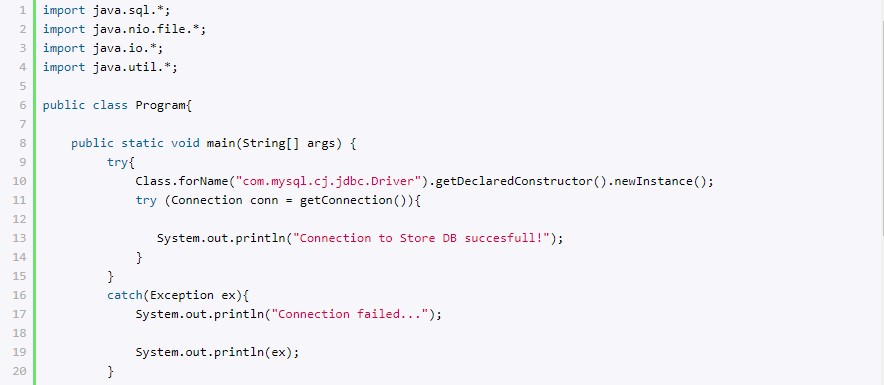 1 import java.sql.*;
2 import java.nio.file.*;
3 import java.io.*;
4 import java.util.*;
5
6 public class Program{
7
8     public static void main(String[] args) {
9          try{
10              Class.forName("com.mysql.cj.jdbc.Driver").getDeclaredConstructor().newInstance();
11              try (Connection conn = getConnection()){
12
13                 System.out.println("Connection to Store DB succesfull!");
14              }
15          }
16          catch(Exception ex){
17              System.out.println("Connection failed...");
18
19              System.out.println(ex);
20          }